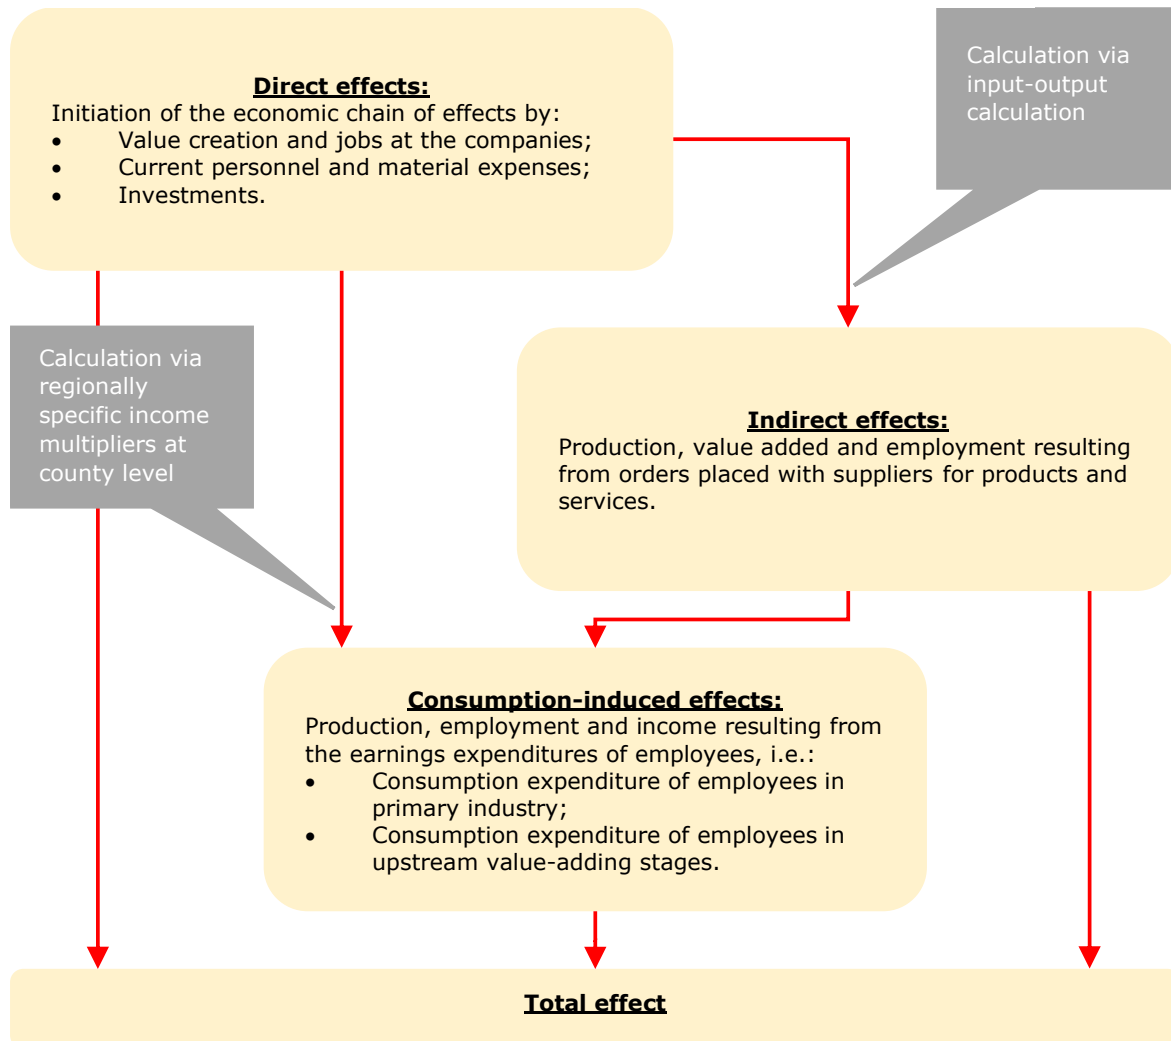 Direct effects:
Initiation of the economic chain of effects by:
• Value creation and jobs at the companies;
• Current personnel and material expenses;
• Investments.
Calculation via
input-output
calculation
Calculation via
regionally
specific income
multipliers at
county level
Indirect effects:
Production, value added and employment resulting
from orders placed with suppliers for products and
services.
Consumption-induced effects:
Production, employment and income resulting from
the earnings expenditures of employees, i.e.:
• Consumption expenditure of employees in
primary industry;
• Consumption expenditure of employees in
upstream value-adding stages.
Total effect